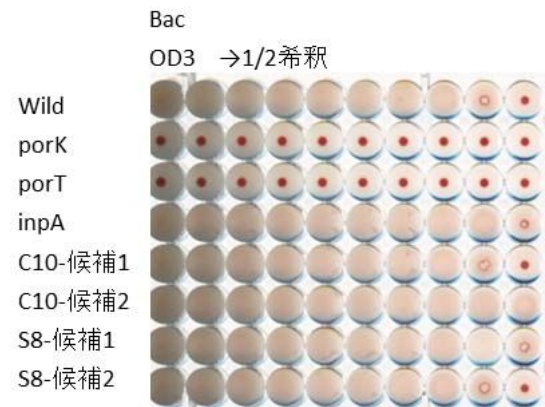 Bac
OD3 →1/2希釈
Wild
porK
porT
inpA
C10-候補1
C10-候補2
S8-候補1
S8-候補2